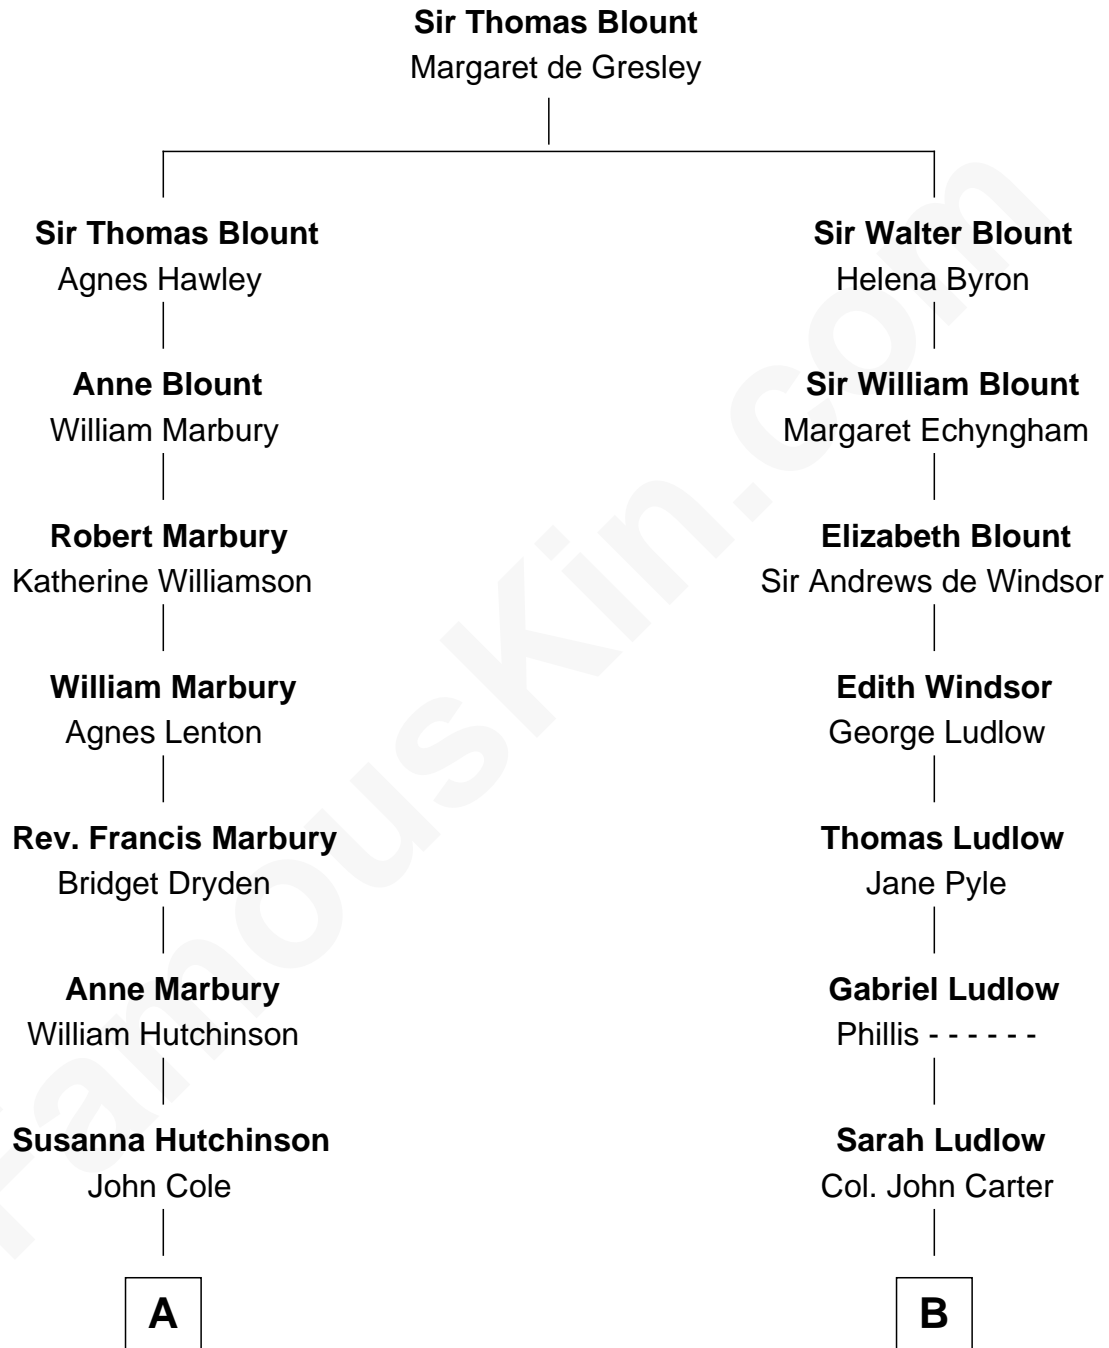 Sir Thomas Blount
Margaret de Gresley
Sir Thomas Blount
Agnes Hawley
Sir Walter Blount
Helena Byron
Anne Blount
William Marbury
Sir William Blount
Margaret Echyngham
Robert Marbury
Katherine Williamson
Elizabeth Blount
Sir Andrews de Windsor
William Marbury
Agnes Lenton
Edith Windsor
George Ludlow
Rev. Francis Marbury
Bridget Dryden
Thomas Ludlow
Jane Pyle
Anne Marbury
William Hutchinson
Gabriel Ludlow
Phillis - - - - - -
Susanna Hutchinson
John Cole
Sarah Ludlow
Col. John Carter
A
B
FamousKin.com